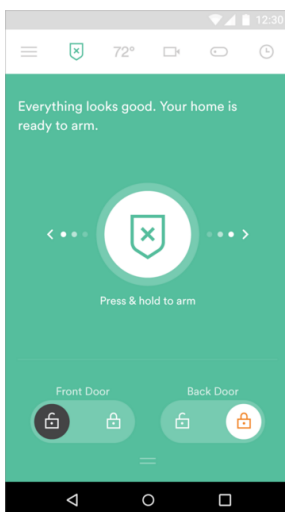 12:30
72°
Everything looks good. Your home is
ready to arm.
Press & hold to arm
Front Door
Back Door